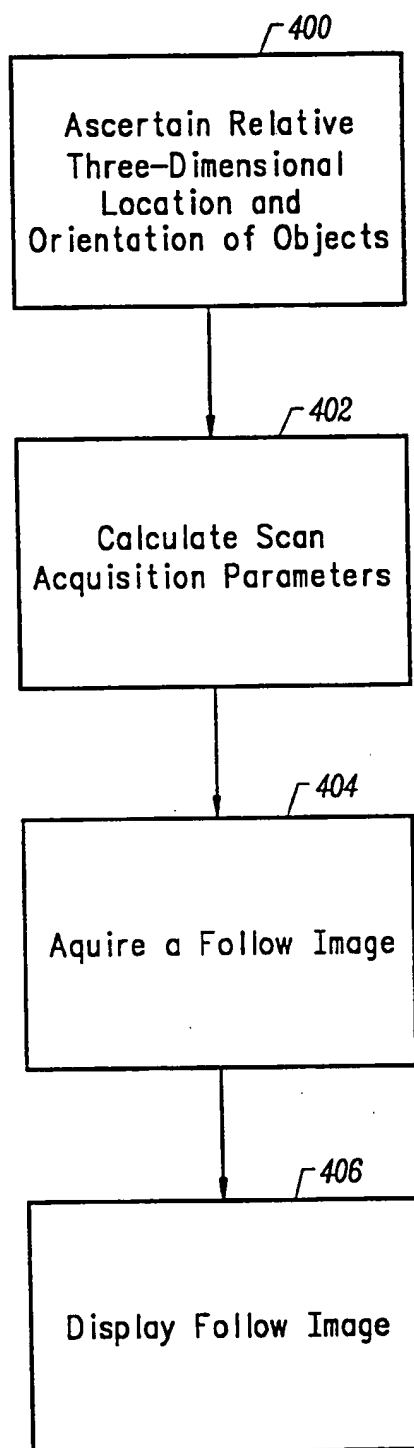 400
Ascertain Relative
Three-Dimensional
Location and
Orientation of Objects
402
Calculate Scan
Acquisition Parameters
404
Aquire a Follow Image
406
Display Follow Image